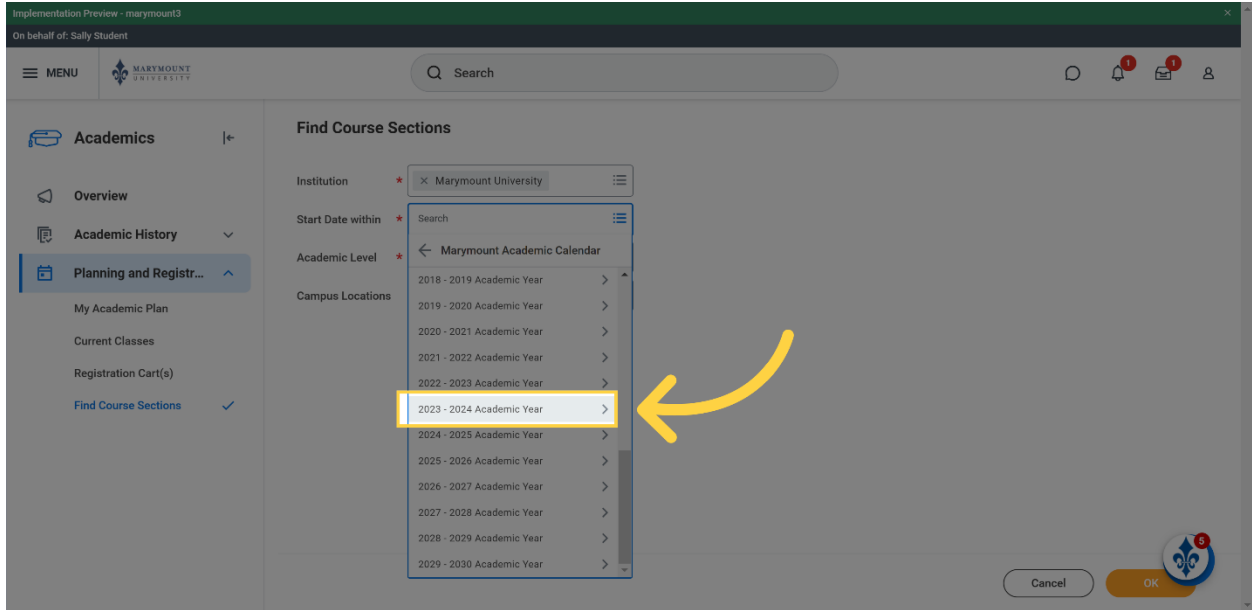 Implementation Preview - marymount3
On behalf of: Sally Student
MENU
MARYMOUNT
UNIVERSITY
Search
1
1
Academics
Overview
Academic History
Planning and Registr...
My Academic Plan
Current Classes
Registration Cart(s)
Find Course Sections
Find Course Sections
Institution *
× Marymount University
Start Date within *
Search
Academic Level *
Campus Locations
Marymount Academic Calendar
2018 - 2019 Academic Year
2019 - 2020 Academic Year
2020 - 2021 Academic Year
2021 - 2022 Academic Year
2022 - 2023 Academic Year
2023 - 2024 Academic Year
2024 - 2025 Academic Year
2025 - 2026 Academic Year
2026 - 2027 Academic Year
2027 - 2028 Academic Year
2028 - 2029 Academic Year
2029 - 2030 Academic Year
Cancel
OK
5